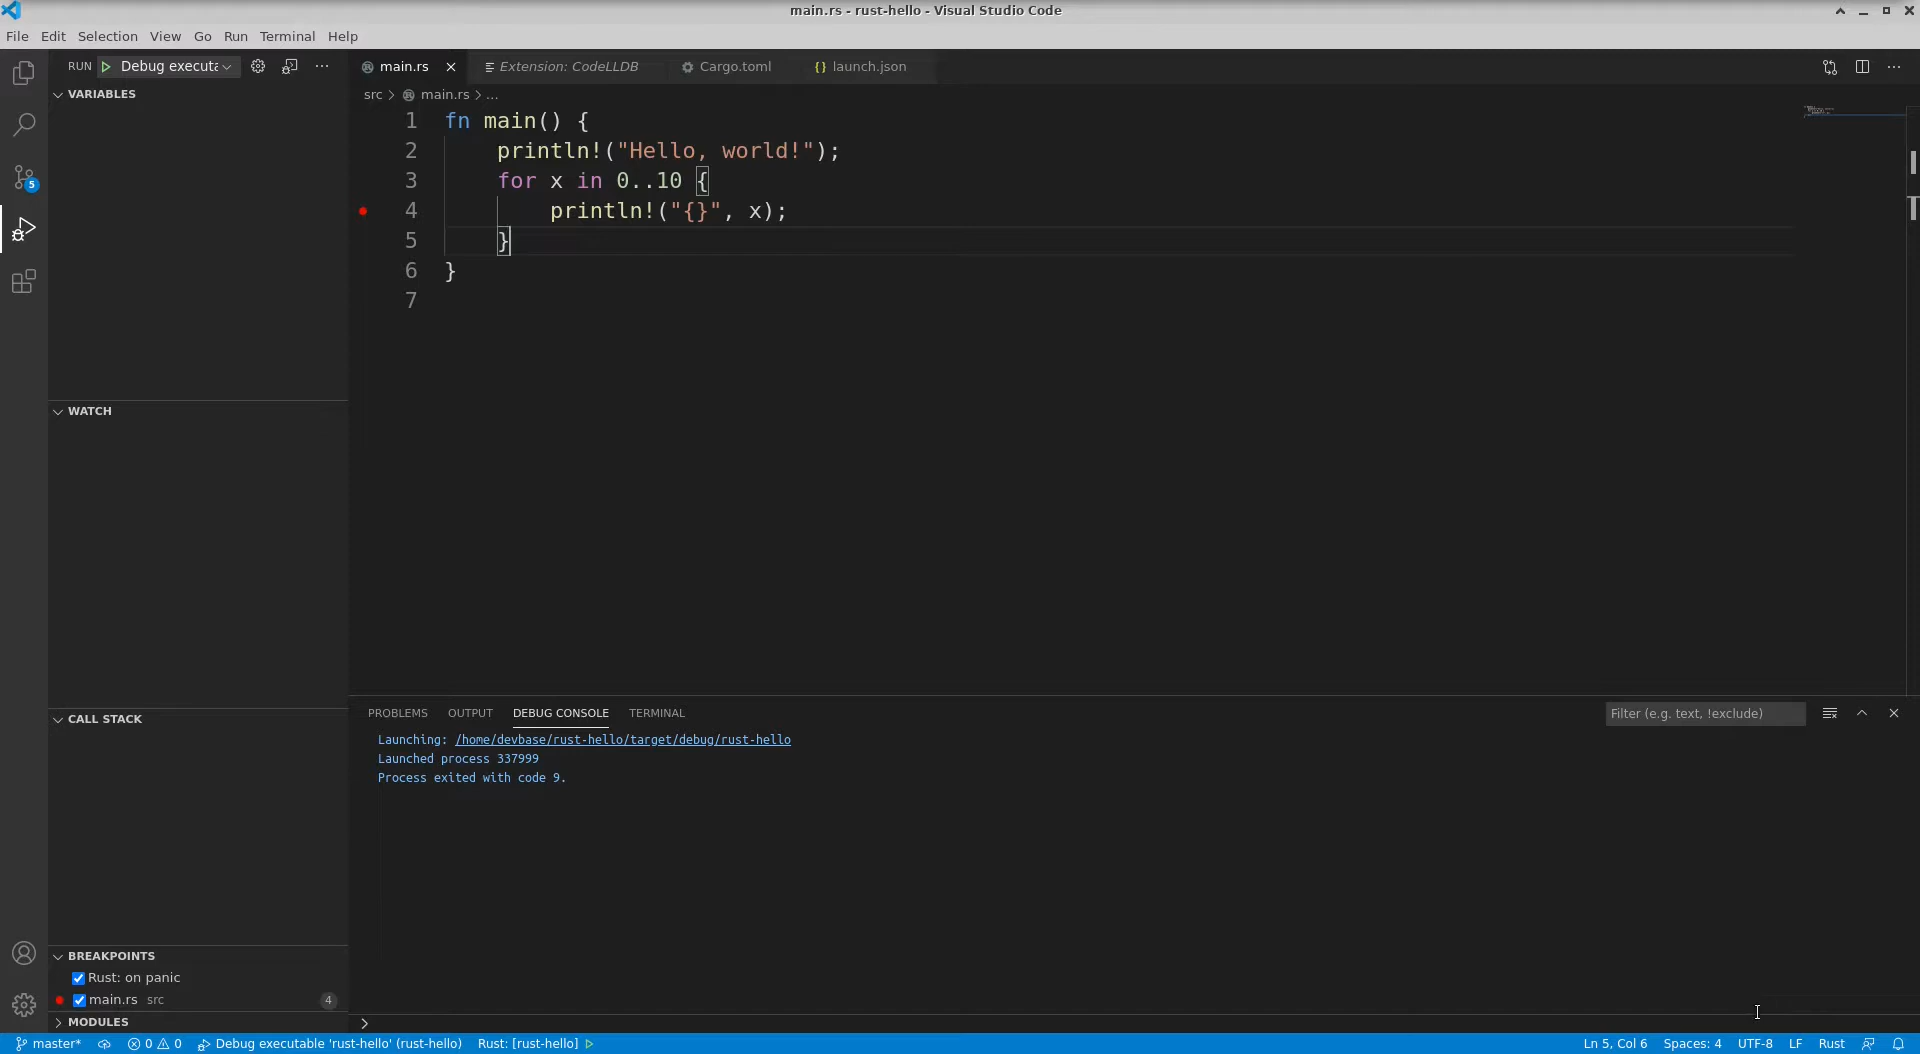 main.rs - rust-hello - Visual Studio Code
File Edit Selection View Go Run Terminal Help
RUN Debug executa
main.rs Extension: CodeLLDB Cargo.toml {} launch.json
src > main.rs > ...
VARIABLES
1 fn main() {
2 println!("Hello, world!");
3 for x in 0..10 {
4 println!("{}", x);
5 }
6 }
7
5
WATCH
CALL STACK
PROBLEMS OUTPUT DEBUG CONSOLE TERMINAL Filter (e.g. text, !exclude)
Launching: /home/devbase/rust-hello/target/debug/rust-hello
Launched process 337999
Process exited with code 9.
BREAKPOINTS
Rust: on panic
main.rs src 4
MODULES
master* 0 0 Debug executable 'rust-hello' (rust-hello) Rust: [rust-hello] Ln 5, Col 6 Spaces: 4 UTF-8 LF Rust